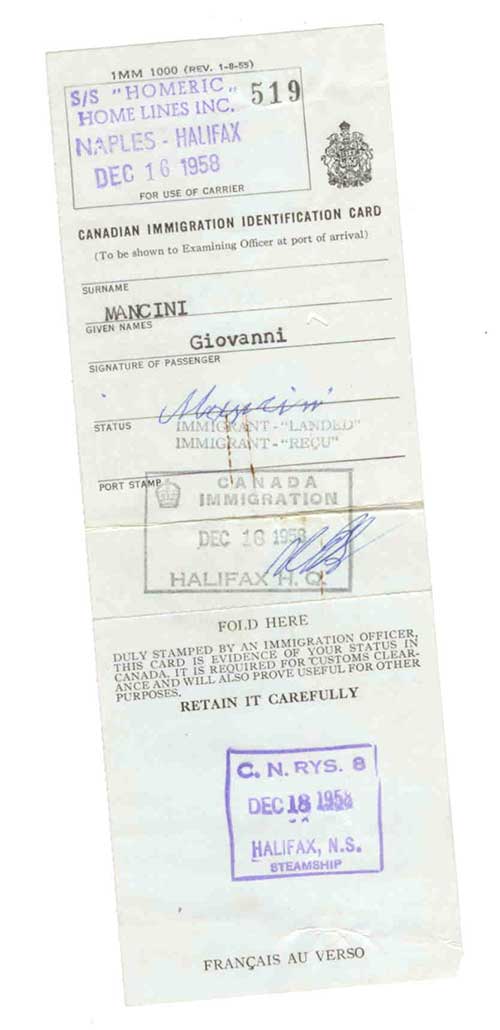 1MM 1000 (REV. 1-8-55)
S/S "HOMERIC"
HOME LINES INC.
519
NAPLES - HALIFAX
DEC 16 1958
FOR USE OF CARRIER
CANADIAN IMMIGRATION IDENTIFICATION CARD
(To be shown to Examining Officer at port of arrival)
SURNAME
MANCINI
GIVEN NAMES
Giovanni
SIGNATURE OF PASSENGER
Mancini
STATUS
IMMIGRANT-"LANDED"
IMMIGRANT-"REÇU"
PORT STAMP
CANADA
IMMIGRATION
DEC 16 1958
HALIFAX H. Q.
FOLD HERE
DULY STAMPED BY AN IMMIGRATION OFFICER,
THIS CARD IS EVIDENCE OF YOUR STATUS IN
CANADA. IT IS REQUIRED FOR CUSTOMS CLEAR-
ANCE AND WILL ALSO PROVE USEFUL FOR OTHER
PURPOSES.
RETAIN IT CAREFULLY
C. N. RYS. 8
DEC 18 1958
HALIFAX, N.S.
STEAMSHIP
FRANÇAIS AU VERSO